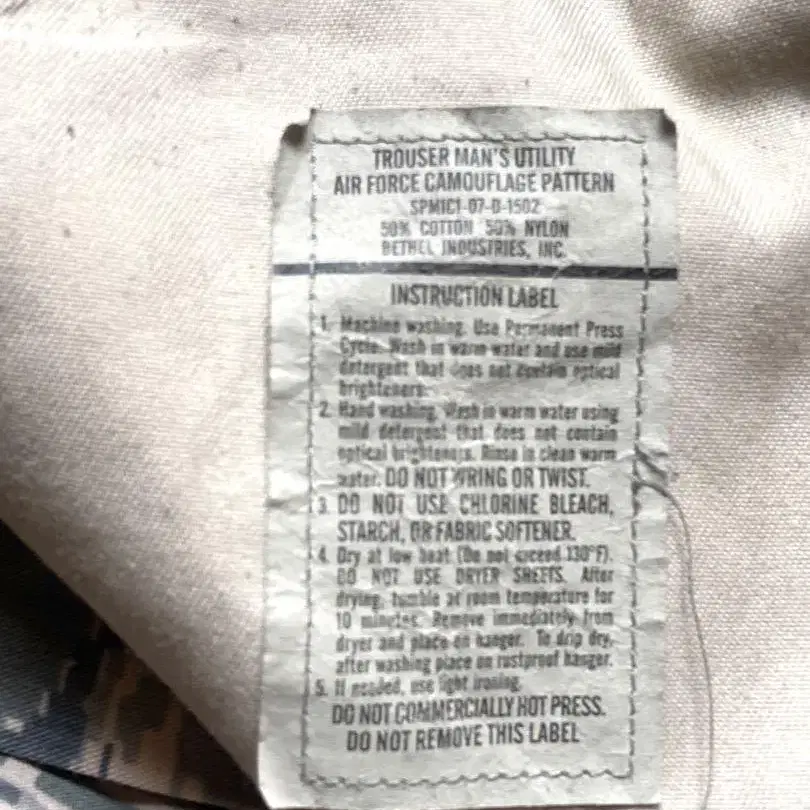 TROUSER MAN'S UTILITY
AIR FORCE CAMOUFLAGE PATTERN
SPM1C1-07-D-1502
50% COTTON 50% NYLON
BETHEL INDUSTRIES, INC.
INSTRUCTION LABEL
1. Machine washing. Use Permanent Press
Cycle. Wash in warm water and use mild
detergent that does not contain optical
brighteners.
2. Hand washing. Wash in warm water using
mild detergent that does not contain
optical brighteners. Rinse in clean warm
water. DO NOT WRING OR TWIST.
3. DO NOT USE CHLORINE BLEACH,
STARCH, OR FABRIC SOFTENER.
4. Dry at low heat (Do not exceed 130°F).
DO NOT USE DRYER SHEETS. After
drying, tumble at room temperature for
10 minutes. Remove immediately from
dryer and place on hanger. To drip dry,
after washing place on rustproof hanger.
5. If needed, use light ironing.
DO NOT COMMERCIALLY HOT PRESS.
DO NOT REMOVE THIS LABEL